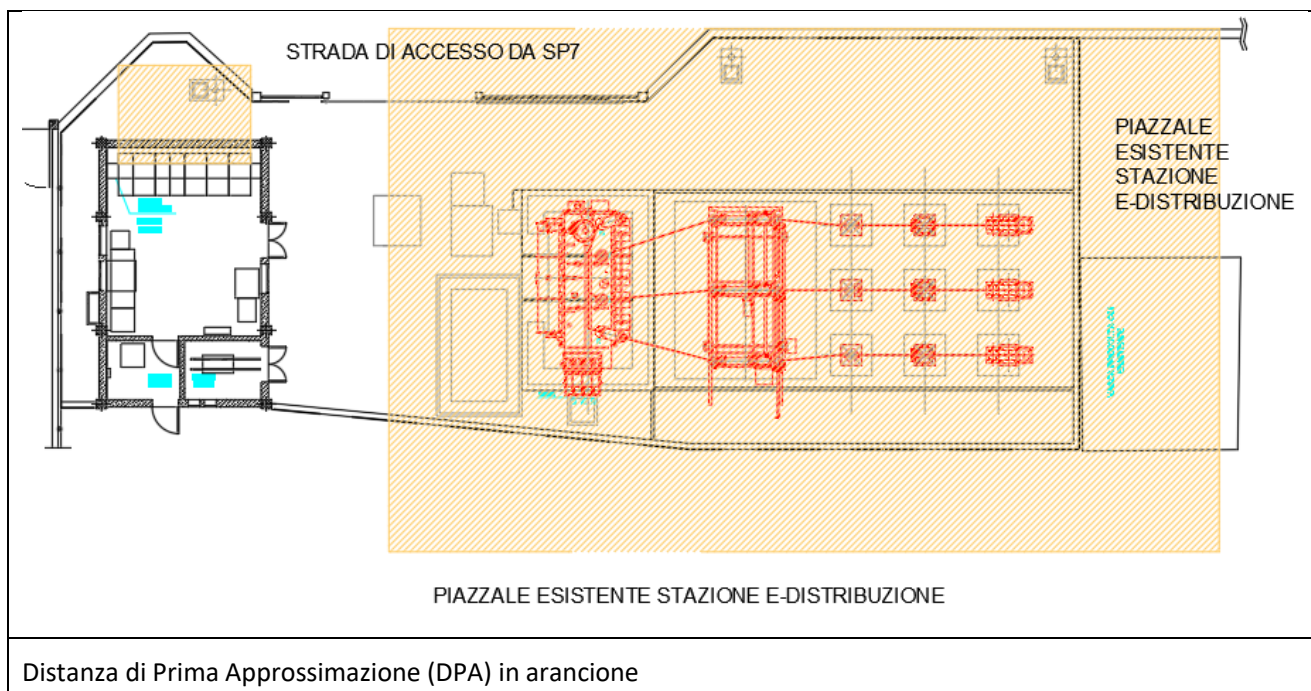 STRADA DI ACCESSO DA SP7
PIAZZALE
ESISTENTE
STAZIONE
E-DISTRIBUZIONE
PIAZZALE ESISTENTE STAZIONE E-DISTRIBUZIONE
Distanza di Prima Approssimazione (DPA) in arancione